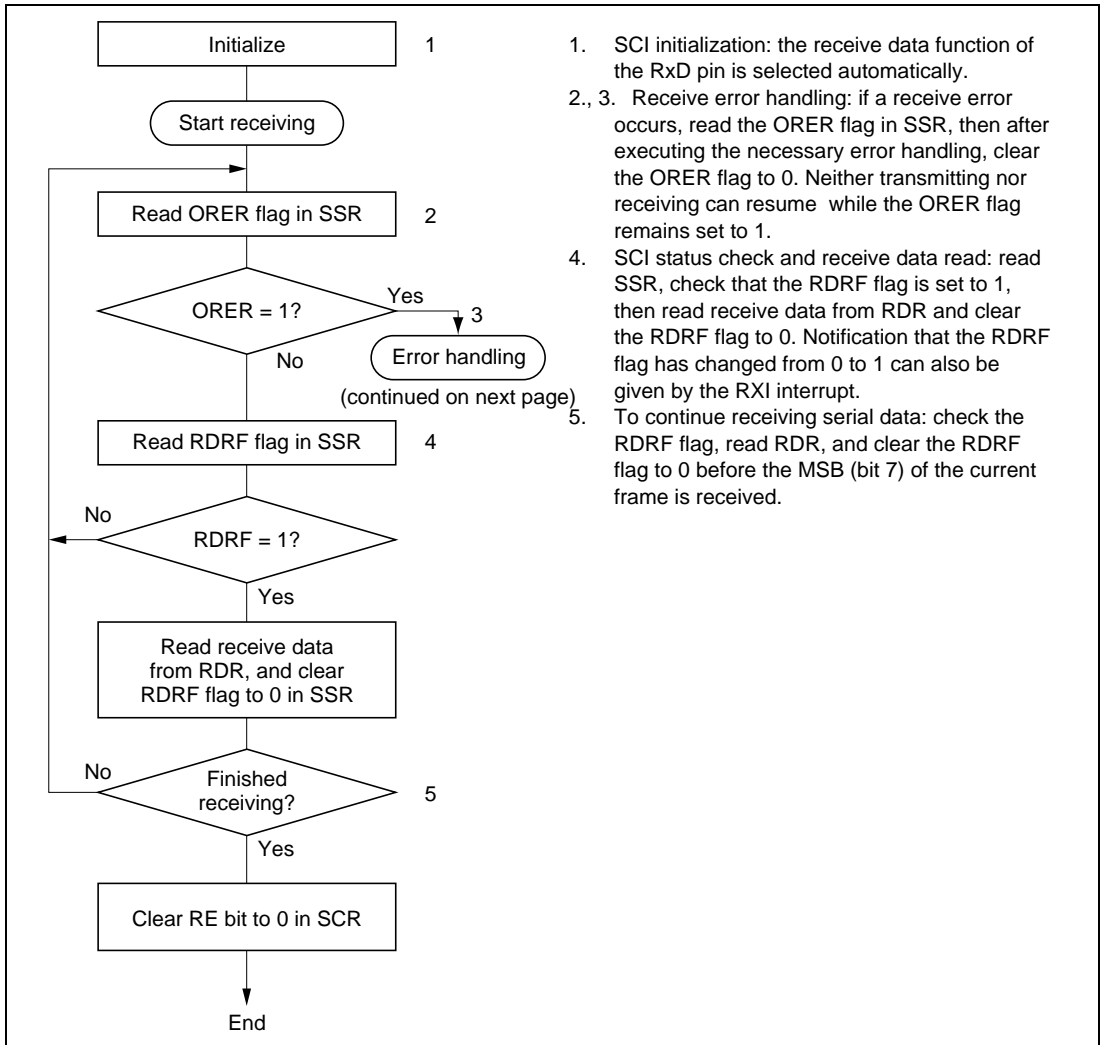 Initialize
1
Start receiving
Read ORER flag in SSR
2
ORER = 1?
Yes
3
No
Error handling
(continued on next page)
Read RDRF flag in SSR
4
No
RDRF = 1?
Yes
Read receive data
from RDR, and clear
RDRF flag to 0 in SSR
No
Finished
receiving?
5
Yes
Clear RE bit to 0 in SCR
End
1. SCI initialization: the receive data function of
the RxD pin is selected automatically.
2., 3. Receive error handling: if a receive error
occurs, read the ORER flag in SSR, then after
executing the necessary error handling, clear
the ORER flag to 0. Neither transmitting nor
receiving can resume while the ORER flag
remains set to 1.
4. SCI status check and receive data read: read
SSR, check that the RDRF flag is set to 1,
then read receive data from RDR and clear
the RDRF flag to 0. Notification that the RDRF
flag has changed from 0 to 1 can also be
given by the RXI interrupt.
5. To continue receiving serial data: check the
RDRF flag, read RDR, and clear the RDRF
flag to 0 before the MSB (bit 7) of the current
frame is received.